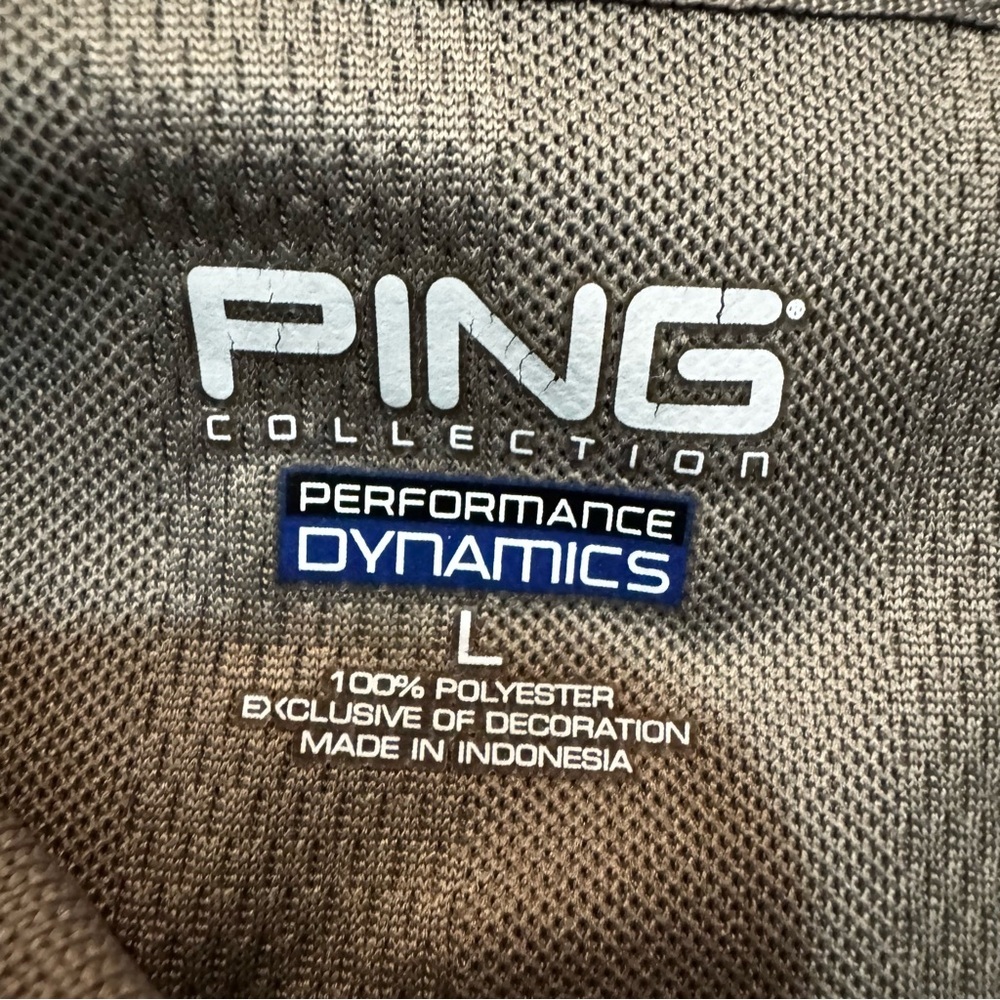 PING®
COLLECTION
PERFORMANCE
DYNAMICS
L
100% POLYESTER
EXCLUSIVE OF DECORATION
MADE IN INDONESIA